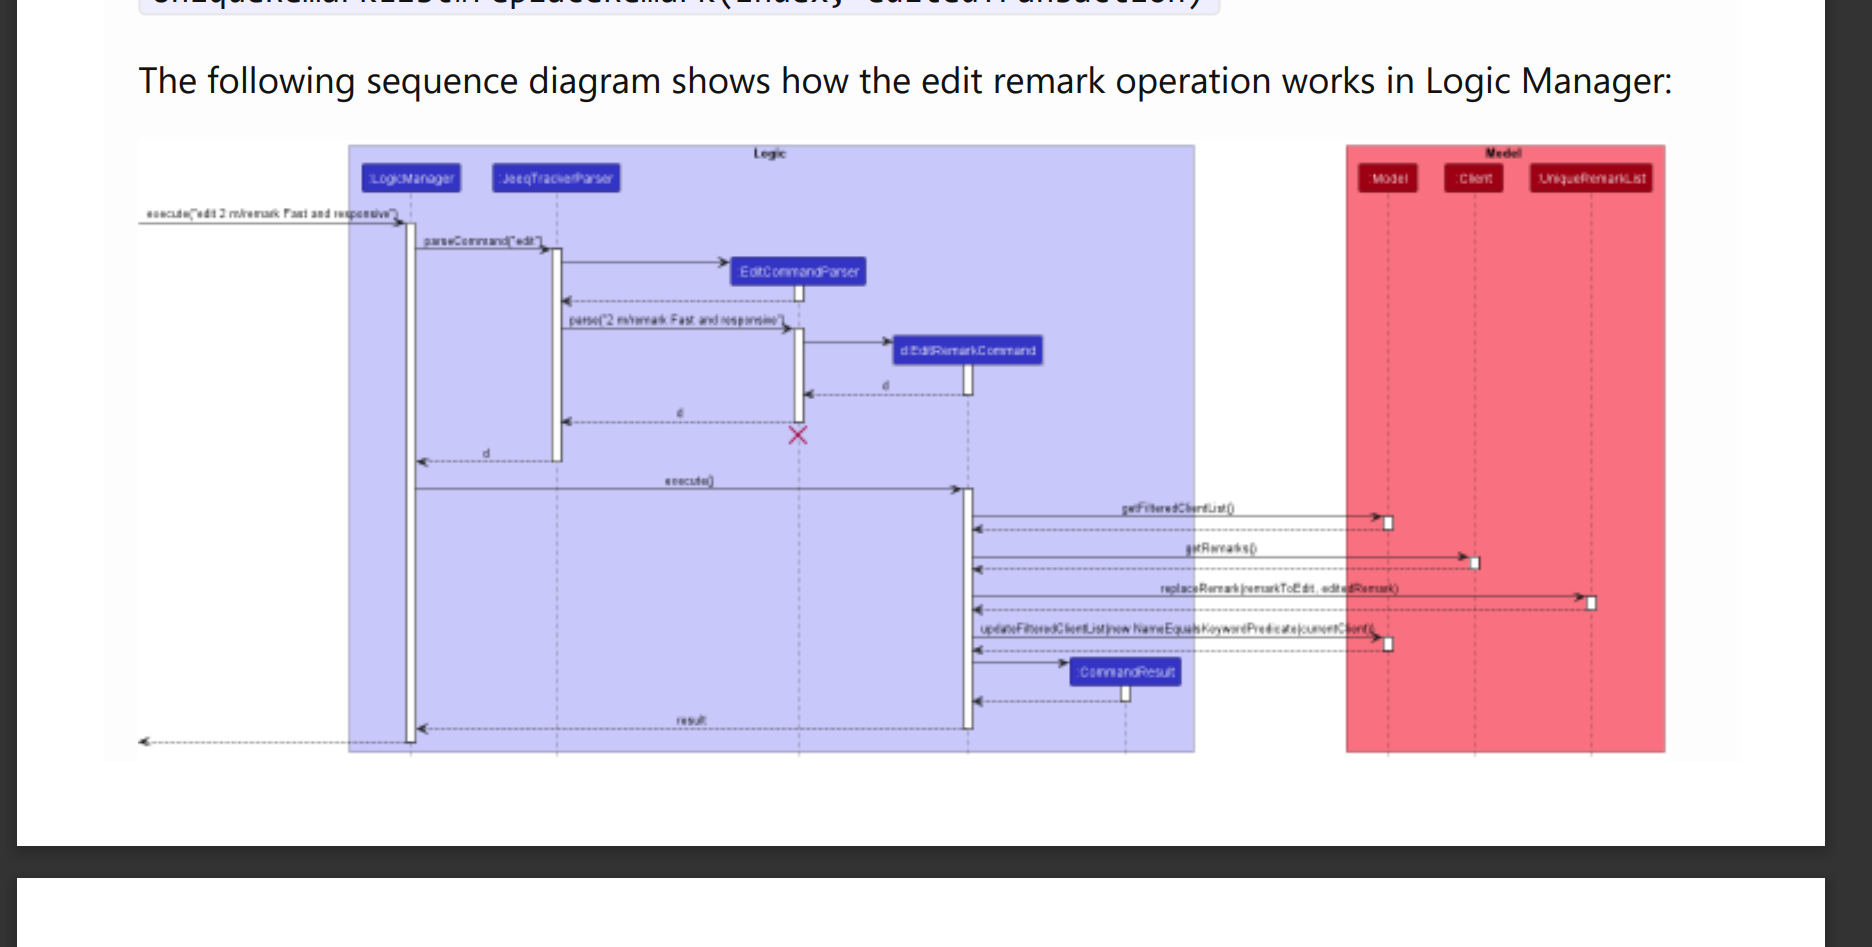 The following sequence diagram shows how the edit remark operation works in Logic Manager:
Logic
Model
:LogicManager
:JeeqTrackerParser
:Model
:Client
:UniqueRemarkList
execute("edit 2 m/remark Fast and responsive")
parseCommand("edit")
:EditCommandParser
parse("2 m/remark Fast and responsive")
d:EditRemarkCommand
d
d
d
execute()
getFilteredClientList()
getRemarks()
replaceRemark(remarkToEdit, editedRemark)
updateFilteredClientList(new NameEqualsKeywordPredicate(currentClient))
:CommandResult
result